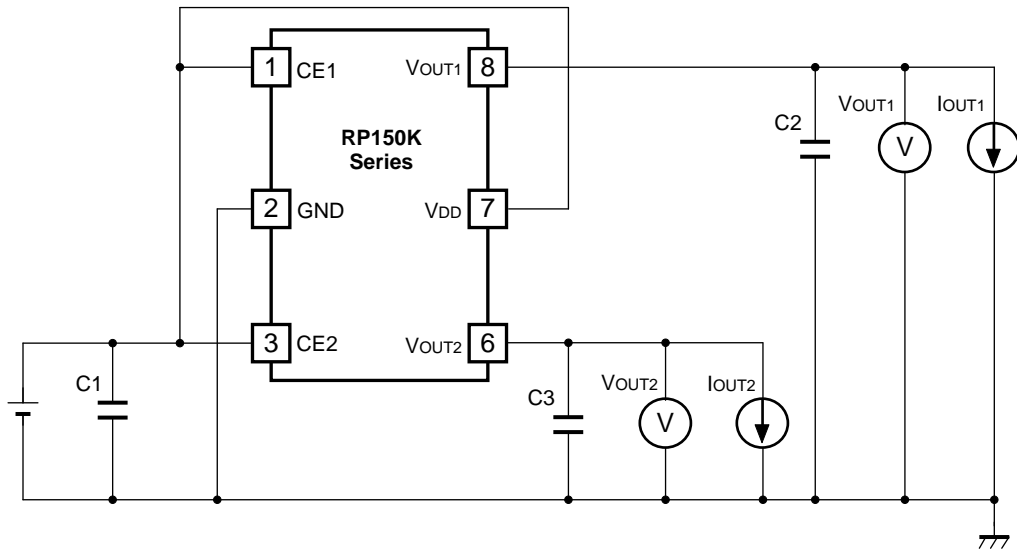 1 CE1 VOUT1 8
RP150K
Series
VOUT1 IOUT1
C2
V
2 GND VDD 7
3 CE2 VOUT2 6
C1
VOUT2 IOUT2
C3
V